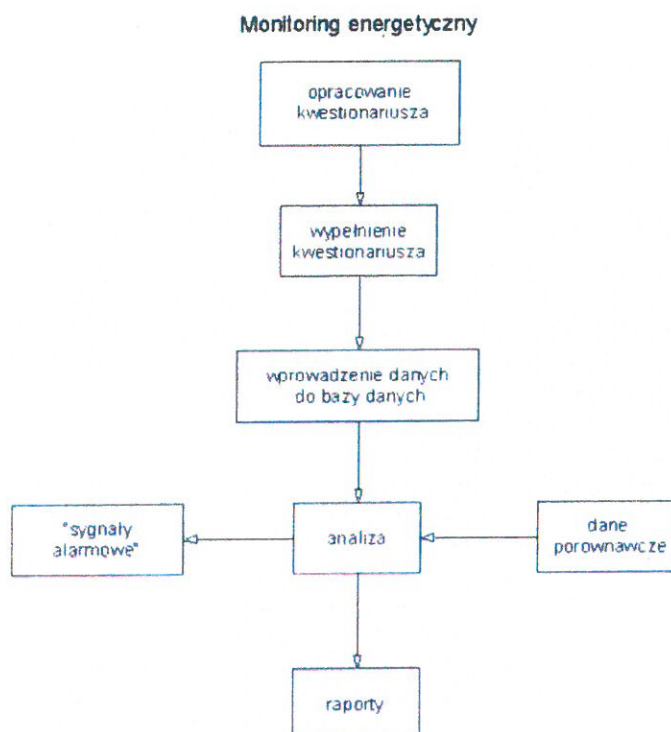 Monitoring energetyczny
opracowanie
kwestionariusza
wypełnienie
kwestionariusza
wprowadzenie danych
do bazy danych
"sygnały
alarmowe"
analiza
dane
porownawcze
raporty